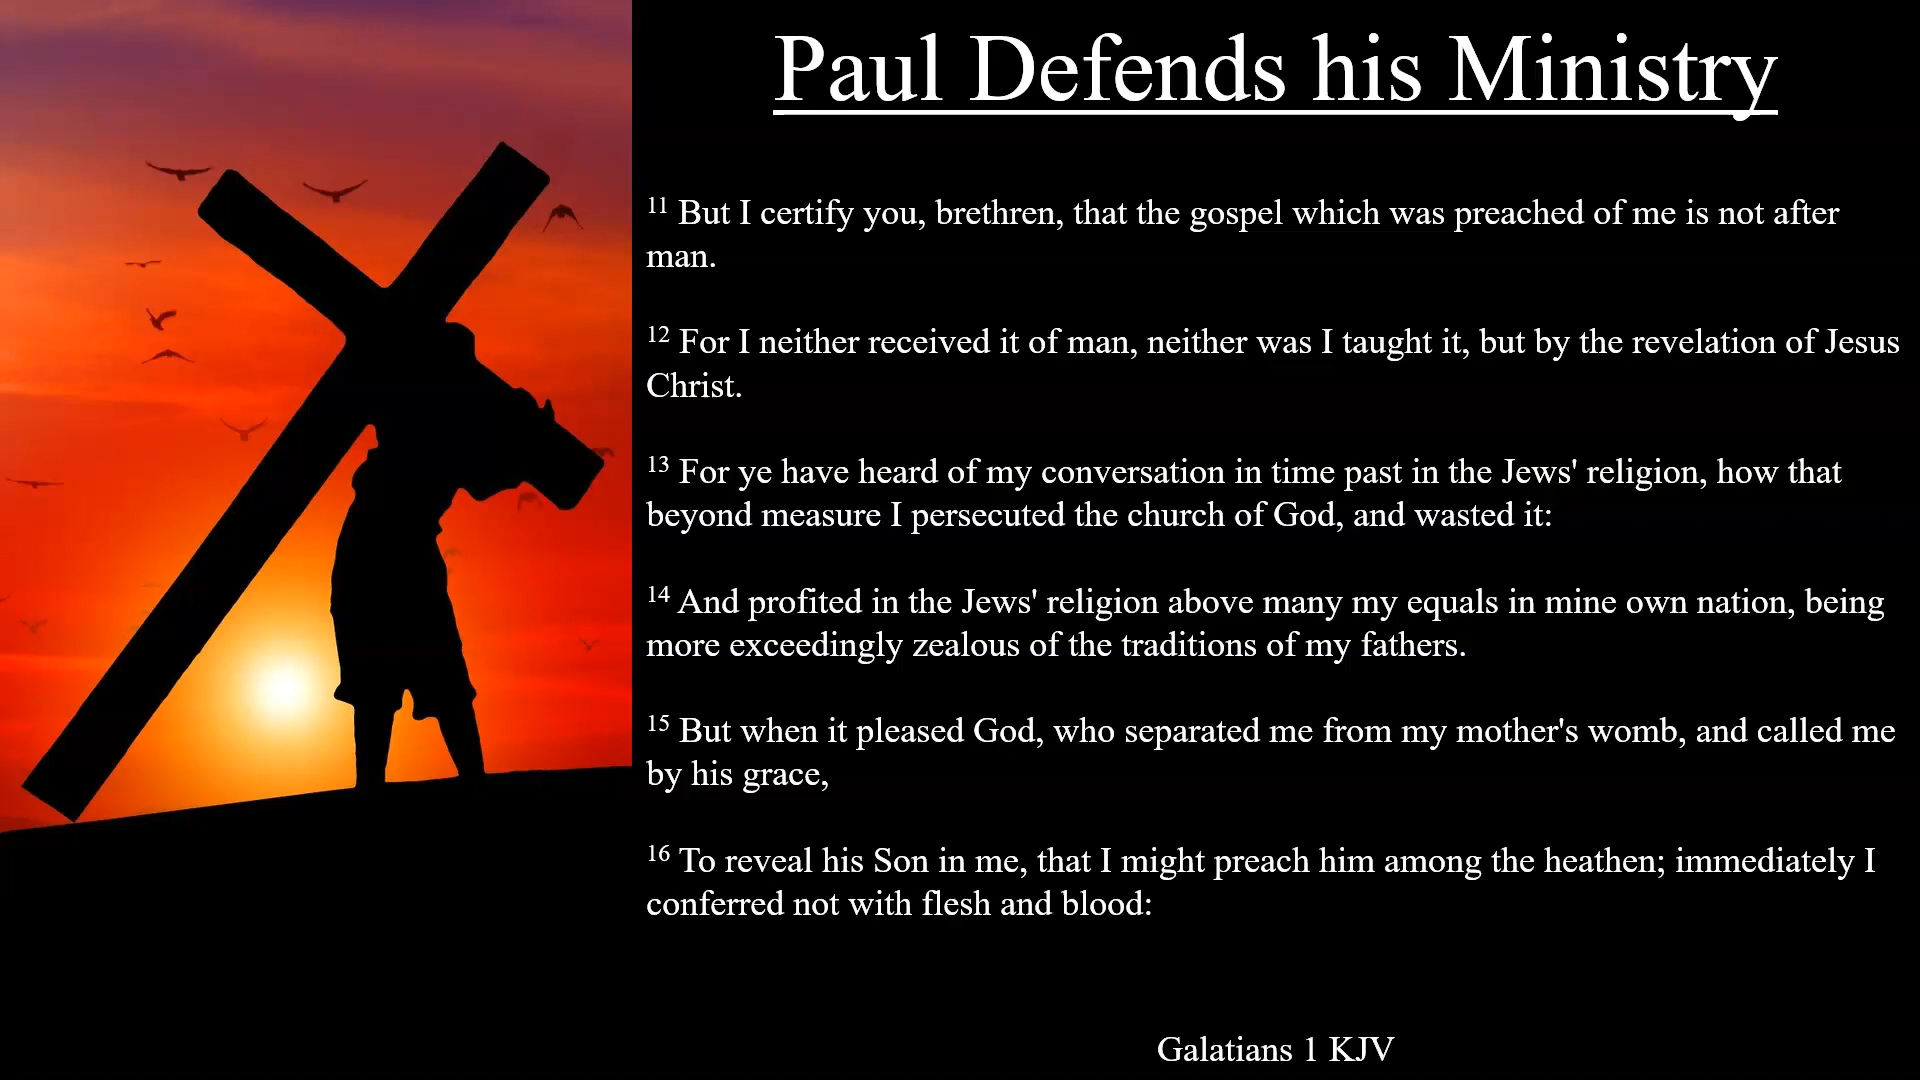 Paul Defends his Ministry
11 But I certify you, brethren, that the gospel which was preached of me is not after
man.
12 For I neither received it of man, neither was I taught it, but by the revelation of Jesus
Christ.
13 For ye have heard of my conversation in time past in the Jews' religion, how that
beyond measure I persecuted the church of God, and wasted it:
14 And profited in the Jews' religion above many my equals in mine own nation, being
more exceedingly zealous of the traditions of my fathers.
15 But when it pleased God, who separated me from my mother's womb, and called me
by his grace,
16 To reveal his Son in me, that I might preach him among the heathen; immediately I
conferred not with flesh and blood:
Galatians 1 KJV